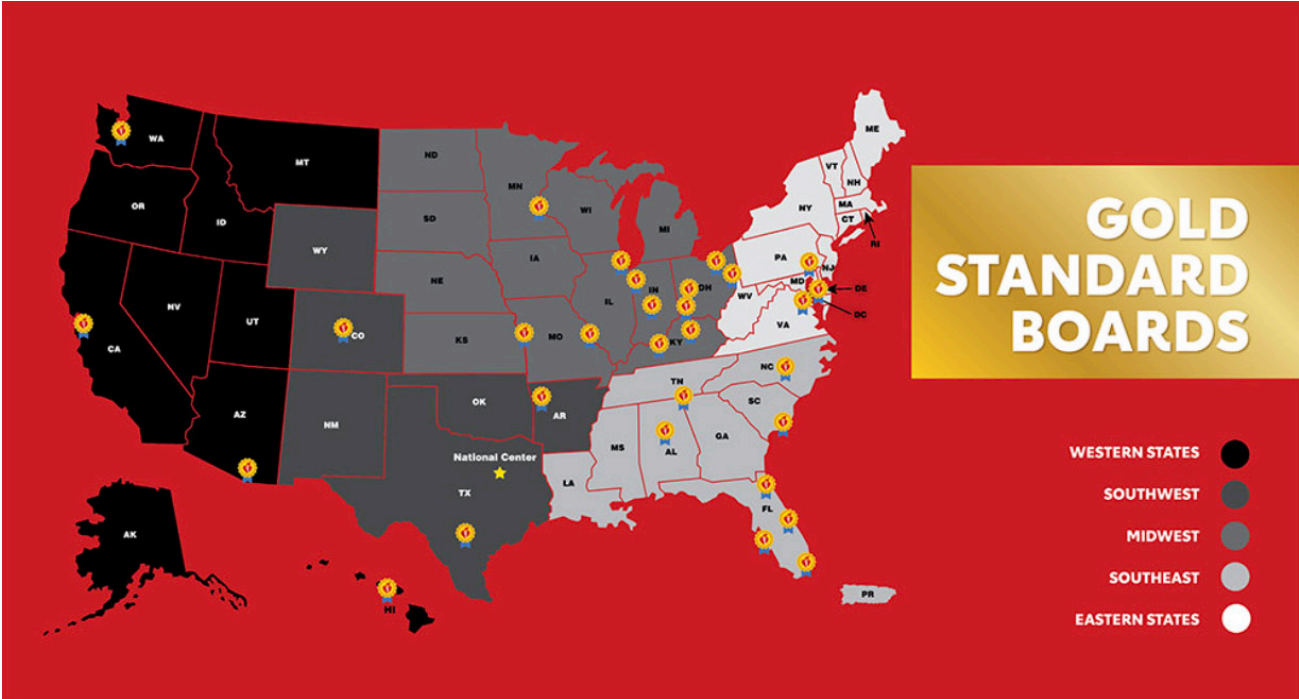 GOLD
STANDARD
BOARDS
WESTERN STATES
SOUTHWEST
MIDWEST
SOUTHEAST
EASTERN STATES
WA
MT
ND
MN
ME
VT
NH
OR
ID
SD
WI
MI
NY
MA
CT
RI
WY
IA
PA
NJ
NE
NV
UT
CO
CA
IL
IN
OH
MD
DE
WV
DC
VA
KS
MO
KY
NC
TN
AZ
NM
OK
AR
SC
MS
AL
GA
National Center
LA
TX
FL
AK
HI
PR